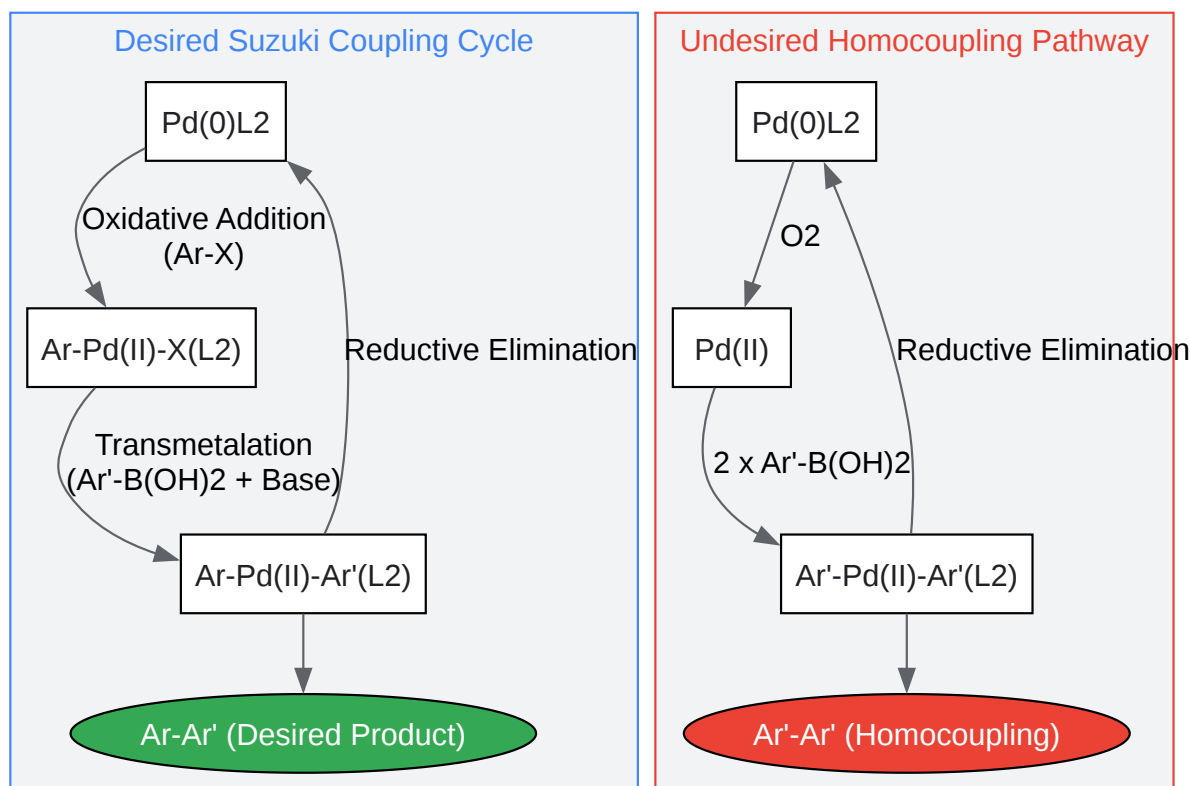 Desired Suzuki Coupling Cycle
Pd(0)L2
Oxidative Addition
(Ar-X)
Ar-Pd(II)-X(L2)
Reductive Elimination
Transmetalation
(Ar'-B(OH)2 + Base)
Ar-Pd(II)-Ar'(L2)
Ar-Ar' (Desired Product)
Undesired Homocoupling Pathway
Pd(0)L2
O2
Pd(II)
Reductive Elimination
2 x Ar'-B(OH)2
Ar'-Pd(II)-Ar'(L2)
Ar'-Ar' (Homocoupling)